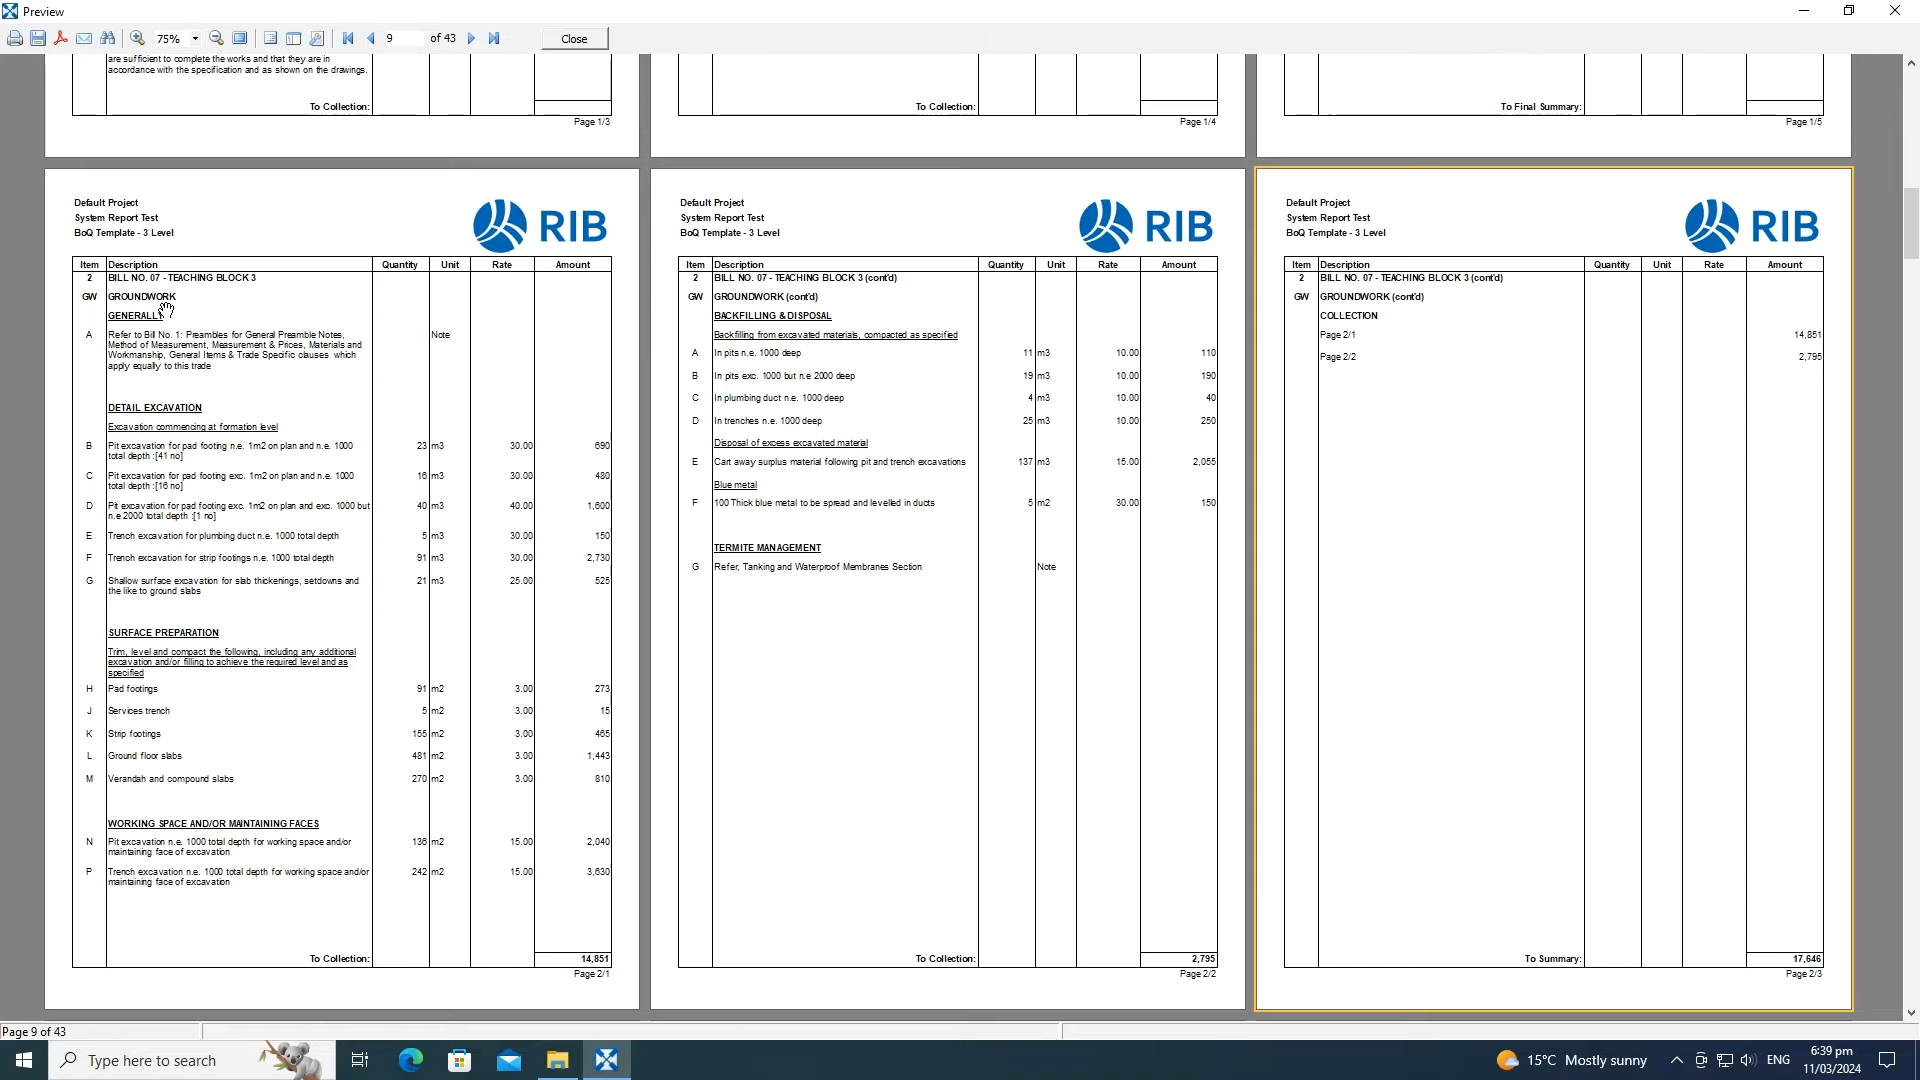 Preview
75%
9 of 43
Close
are sufficient to complete the works and that they are in
accordance with the specification and as shown on the drawings.
To Collection:
Page 1/3
To Collection:
Page 1/4
To Final Summary:
Page 1/5
Default Project
System Report Test
BoQ Template - 3 Level
RIB
Item Description Quantity Unit Rate Amount
2 BILL NO. 07 - TEACHING BLOCK 3
GW GROUNDWORK
GENERALLY
A Refer to Bill No. 1: Preambles for General Preamble Notes, Note
Method of Measurement, Measurement & Prices, Materials and
Workmanship, General Items & Trade Specific clauses which
apply equally to this trade
DETAIL EXCAVATION
Excavation commencing at formation level
B Pit excavation for pad footing n.e. 1m2 on plan and n.e. 1000 23 m3 30.00 690
total depth :[41 no]
C Pit excavation for pad footing exc. 1m2 on plan and n.e. 1000 16 m3 30.00 480
total depth :[16 no]
D Pit excavation for pad footing exc. 1m2 on plan and exc. 1000 but 40 m3 40.00 1,600
n.e 2000 total depth :[1 no]
E Trench excavation for plumbing duct n.e. 1000 total depth 5 m3 30.00 150
F Trench excavation for strip footings n.e. 1000 total depth 91 m3 30.00 2,730
G Shallow surface excavation for slab thickenings, setdowns and 21 m3 25.00 525
the like to ground slabs
SURFACE PREPARATION
Trim, level and compact the following, including any additional
excavation and/or filling to achieve the required level and as
specified
H Pad footings 91 m2 3.00 273
J Services trench 5 m2 3.00 15
K Strip footings 155 m2 3.00 465
L Ground floor slabs 481 m2 3.00 1,443
M Verandah and compound slabs 270 m2 3.00 810
WORKING SPACE AND/OR MAINTAINING FACES
N Pit excavation n.e. 1000 total depth for working space and/or 136 m2 15.00 2,040
maintaining face of excavation
P Trench excavation n.e. 1000 total depth for working space and/or 242 m2 15.00 3,630
maintaining face of excavation
To Collection: 14,851
Page 2/1
Default Project
System Report Test
BoQ Template - 3 Level
RIB
Item Description Quantity Unit Rate Amount
2 BILL NO. 07 - TEACHING BLOCK 3 (cont'd)
GW GROUNDWORK (cont'd)
BACKFILLING & DISPOSAL
Backfilling from excavated materials, compacted as specified
A In pits n.e. 1000 deep 11 m3 10.00 110
B In pits exc. 1000 but n.e 2000 deep 19 m3 10.00 190
C In plumbing duct n.e. 1000 deep 4 m3 10.00 40
D In trenches n.e. 1000 deep 25 m3 10.00 250
Disposal of excess excavated material
E Cart away surplus material following pit and trench excavations 137 m3 15.00 2,055
Blue metal
F 100 Thick blue metal to be spread and levelled in ducts 5 m2 30.00 150
TERMITE MANAGEMENT
G Refer, Tanking and Waterproof Membranes Section Note
To Collection: 2,795
Page 2/2
Default Project
System Report Test
BoQ Template - 3 Level
RIB
Item Description Quantity Unit Rate Amount
2 BILL NO. 07 - TEACHING BLOCK 3 (cont'd)
GW GROUNDWORK (cont'd)
COLLECTION
Page 2/1 14,851
Page 2/2 2,795
To Summary: 17,646
Page 2/3
Page 9 of 43
Type here to search
15°C Mostly sunny
ENG
6:39 pm
11/03/2024